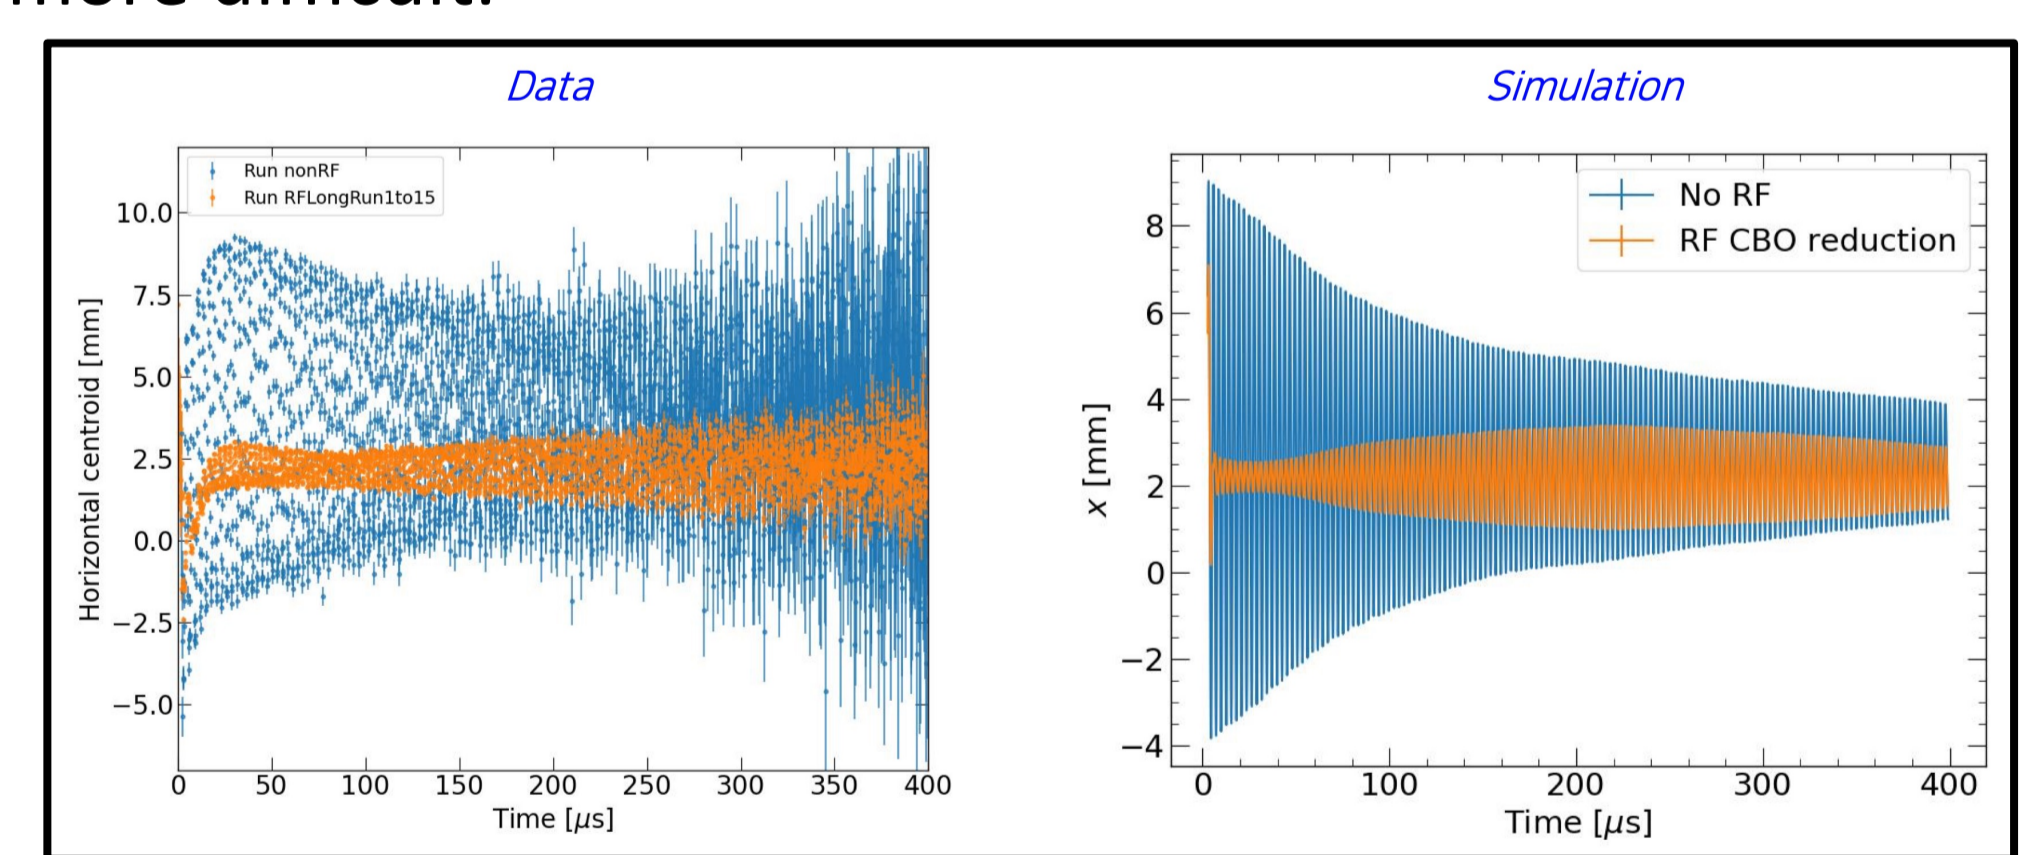 more difficult.
Data
Simulation
Run nonRF
Run RFLongRun1to15
10.0
7.5
5.0
2.5
0.0
−2.5
−5.0
Horizontal centroid [mm]
0 50 100 150 200 250 300 350 400
Time [μs]
No RF
RF CBO reduction
8
6
4
2
0
−2
−4
x [mm]
0 100 200 300 400
Time [μs]